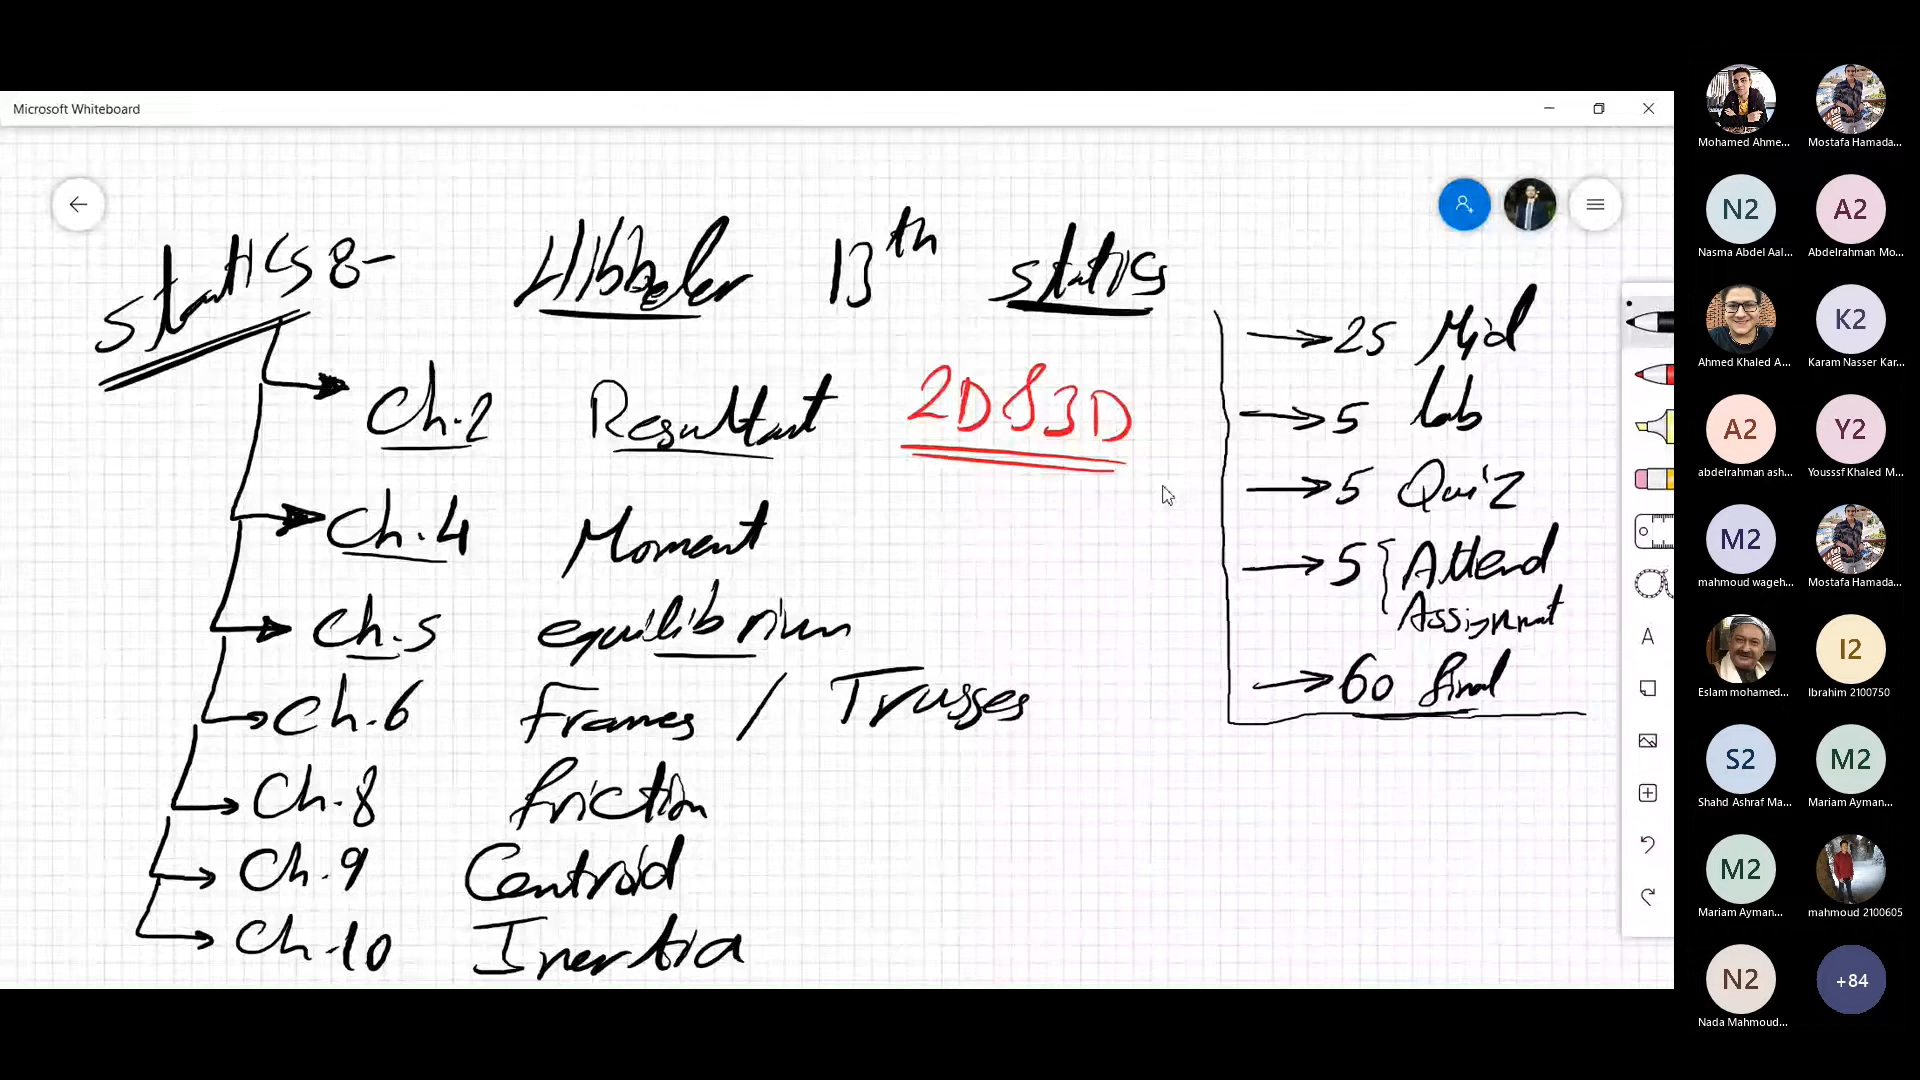 Microsoft Whiteboard
statics 8- Hibbeler 13th statics
Ch.2 Resultant 2D & 3D
Ch.4 Moment
Ch.5 equilibrium
Ch.6 Frames / Trusses
Ch.8 friction
Ch.9 Centroid
Ch.10 Inertia
→ 25 Mid
→ 5 lab
→ 5 Quiz
→ 5 { Attend
Assignment
→ 60 final
A
Mohamed Ahme...
Mostafa Hamada...
N2
A2
Nasma Abdel Aal...
Abdelrahman Mo...
K2
Ahmed Khaled A...
Karam Nasser Kar...
A2
Y2
abdelrahman ash...
Yousssf Khaled M...
M2
mahmoud wageh...
Mostafa Hamada...
I2
Eslam mohamed...
Ibrahim 2100750
S2
M2
Shahd Ashraf Ma...
Mariam Ayman...
M2
Mariam Ayman...
mahmoud 2100605
N2
+84
Nada Mahmoud...